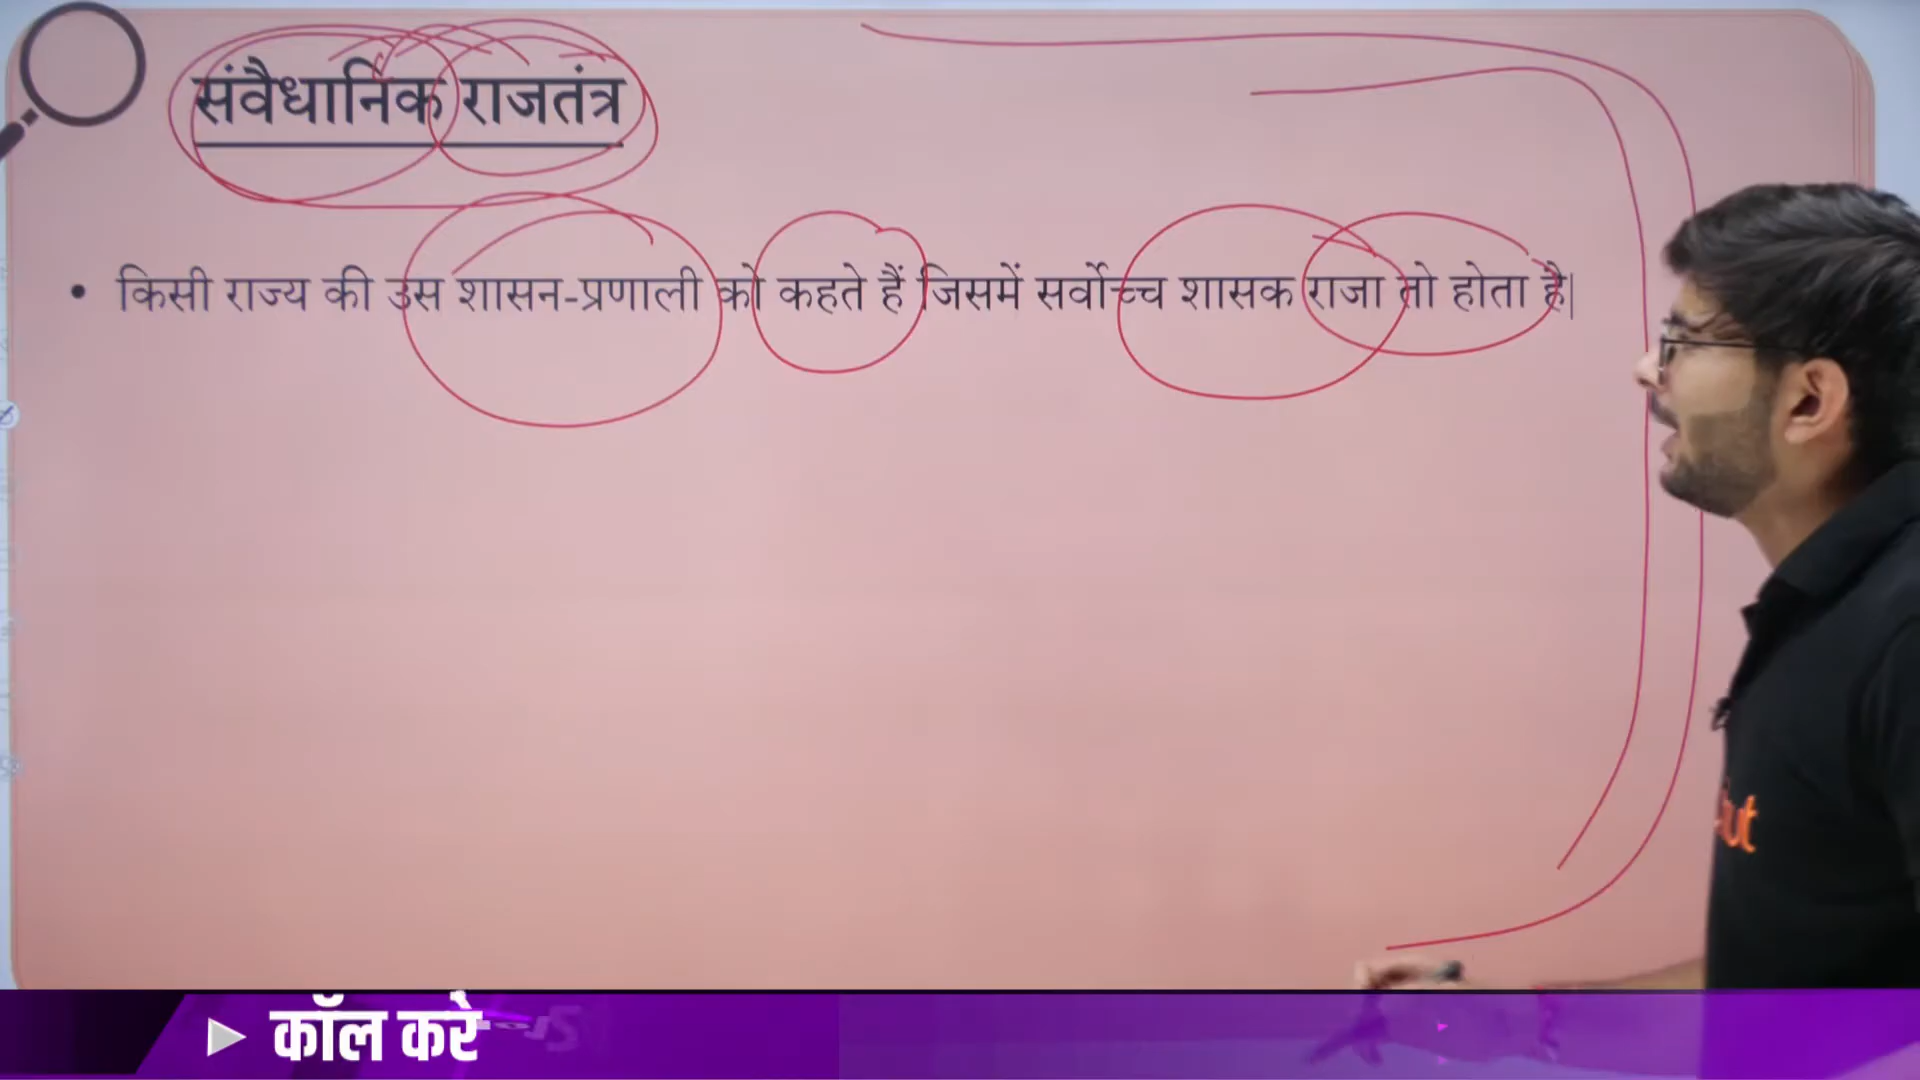 संवैधानिक राजतंत्र
• किसी राज्य की उस शासन-प्रणाली को कहते हैं जिसमें सर्वोच्च शासक राजा तो होता है|
कॉल करें